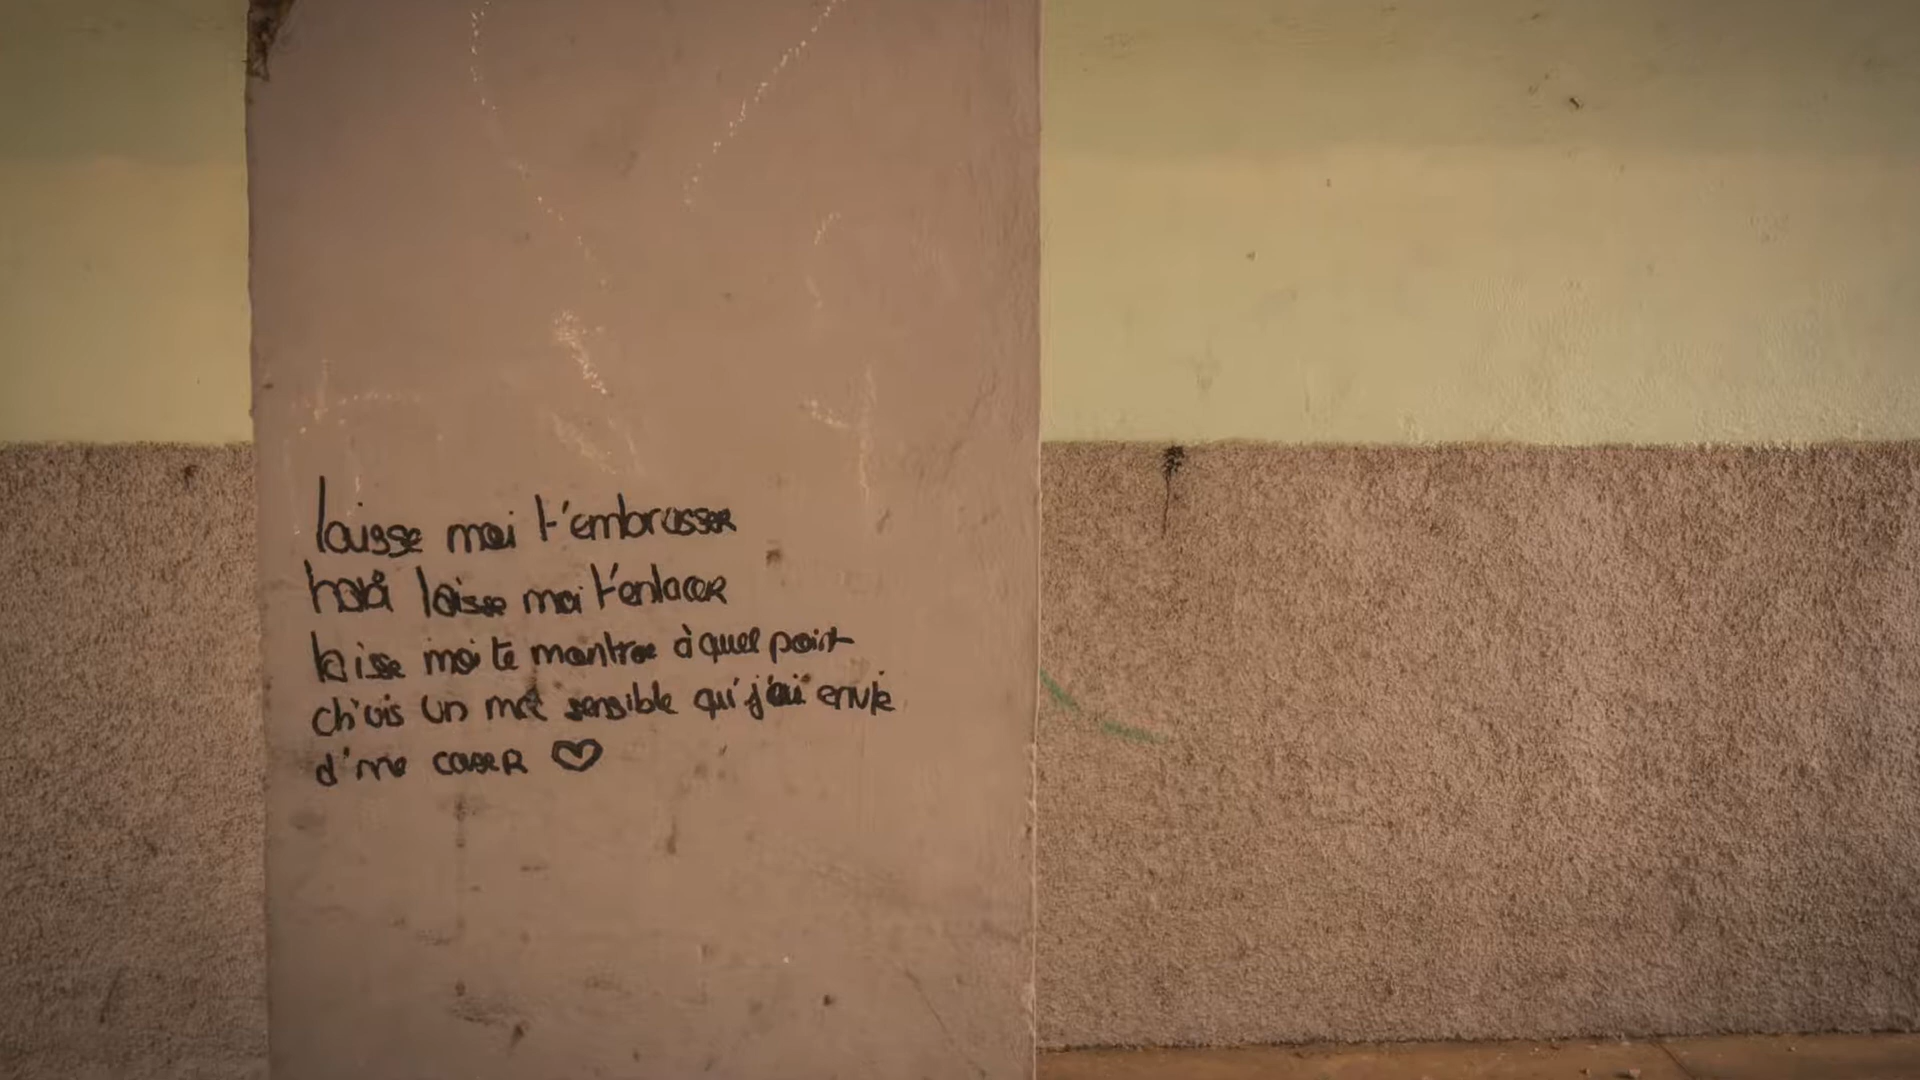 laisse moi t'embrasser
laisse moi t'enlacer
laisse moi te montrer à quel point
ch'uis un mec sensible qui j'ai envie
d'me caser ♡